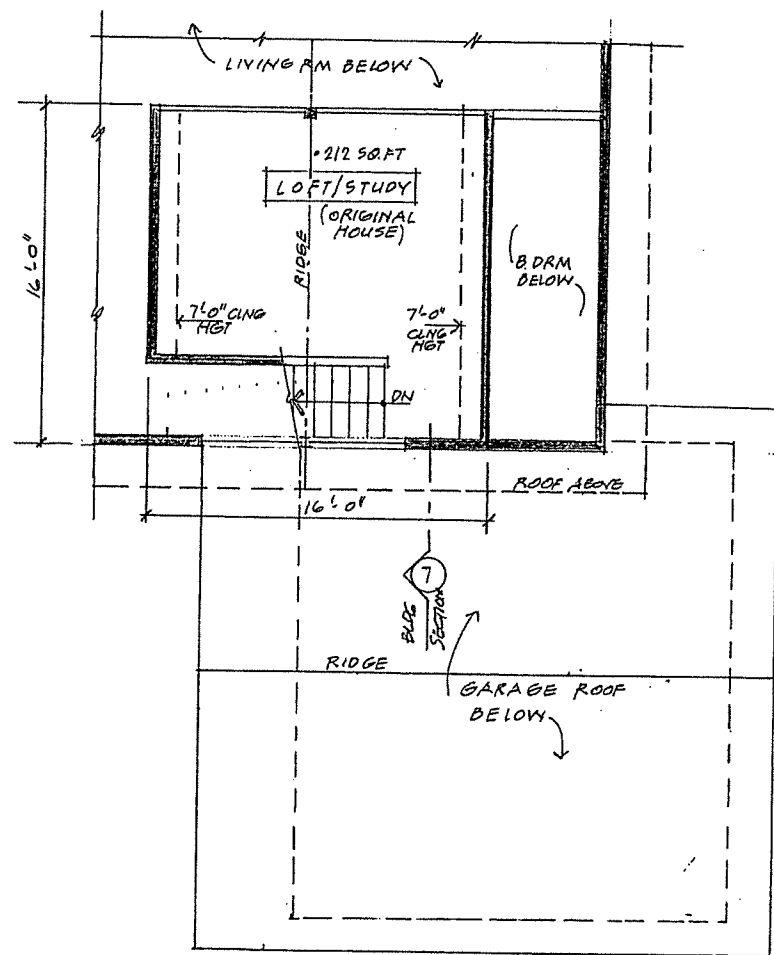 LIVING RM BELOW
•212 SQ.FT
LOFT/STUDY
(ORIGINAL
HOUSE)
RIDGE
16'-0"
B.DRM
BELOW
7'-0" CLNG
HGT
7'-0"
CLNG
HGT
DN
ROOF ABOVE
16'-0"
7
BLDG
SECTION
RIDGE
GARAGE ROOF
BELOW